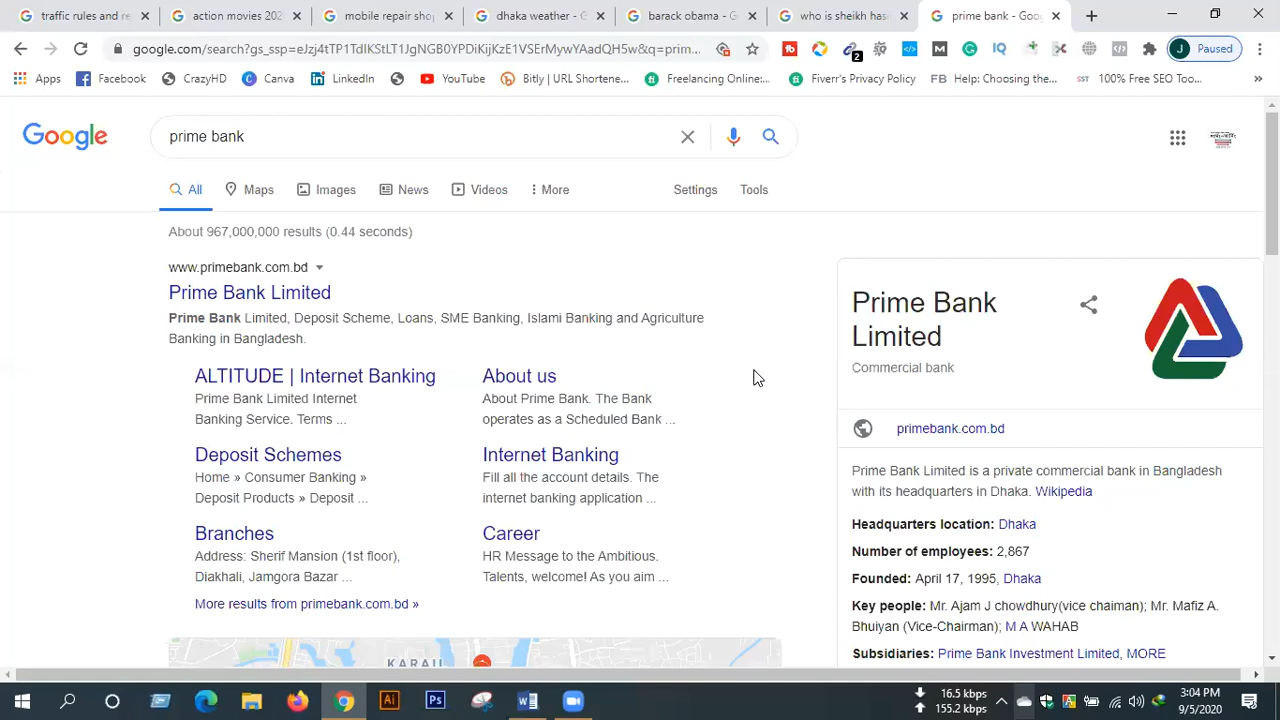 traffic rules and re
action movies 202
mobile repair shop
dhaka weather - G
barack obama - Go
who is sheikh hasi
prime bank - Goo
google.com/search?gs_ssp=eJzj4tTP1TdIKStLT1JgNGB0YPDiKijKzE1VSErMywYAadQH5w&q=prim...
2
J Paused
Apps
Facebook
CrazyHD
Canva
LinkedIn
YouTube
Bitly | URL Shortene...
Freelancing Online:...
Fiverr's Privacy Policy
FB Help: Choosing the...
SST 100% Free SEO Too...
»
Google
prime bank
All
Maps
Images
News
Videos
More
Settings
Tools
About 967,000,000 results (0.44 seconds)
www.primebank.com.bd
Prime Bank Limited
Prime Bank Limited, Deposit Scheme, Loans, SME Banking, Islami Banking and Agriculture
Banking in Bangladesh.
ALTITUDE | Internet Banking
Prime Bank Limited Internet
Banking Service. Terms ...
About us
About Prime Bank. The Bank
operates as a Scheduled Bank ...
Deposit Schemes
Home » Consumer Banking »
Deposit Products » Deposit ...
Internet Banking
Fill all the account details. The
internet banking application ...
Branches
Address: Sherif Mansion (1st floor),
Diakhali, Jamgora Bazar ...
Career
HR Message to the Ambitious.
Talents, welcome! As you aim ...
More results from primebank.com.bd »
KARAIL
Prime Bank
Limited
Commercial bank
primebank.com.bd
Prime Bank Limited is a private commercial bank in Bangladesh
with its headquarters in Dhaka. Wikipedia
Headquarters location: Dhaka
Number of employees: 2,867
Founded: April 17, 1995, Dhaka
Key people: Mr. Ajam J chowdhury(vice chaiman); Mr. Mafiz A.
Bhuiyan (Vice-Chairman); M A WAHAB
Subsidiaries: Prime Bank Investment Limited, MORE
Ai
Ps
16.5 kbps
155.2 kbps
3:04 PM
9/5/2020